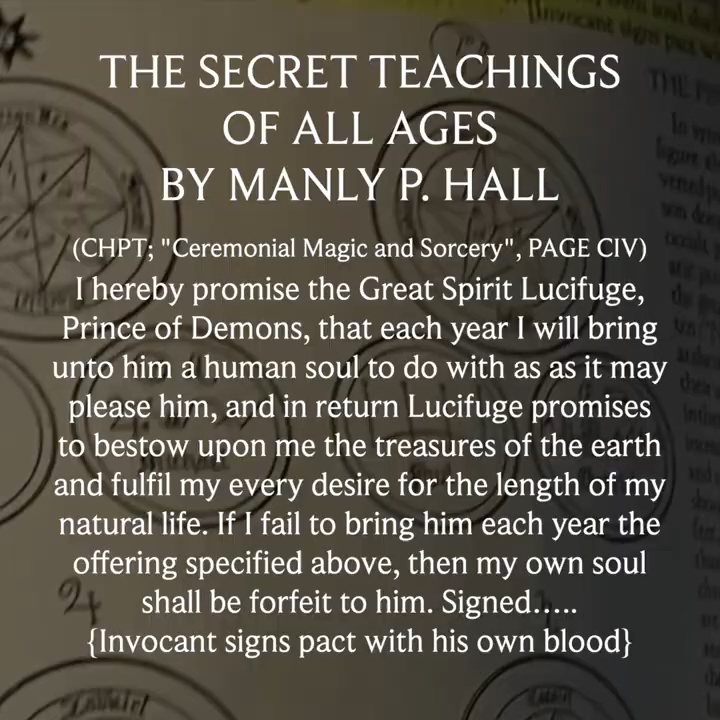 Invocant signs pact w
THE SECRET TEACHINGS
OF ALL AGES
BY MANLY P. HALL
(CHPT; "Ceremonial Magic and Sorcery", PAGE CIV)
I hereby promise the Great Spirit Lucifuge,
Prince of Demons, that each year I will bring
unto him a human soul to do with as as it may
please him, and in return Lucifuge promises
to bestow upon me the treasures of the earth
and fulfil my every desire for the length of my
natural life. If I fail to bring him each year the
offering specified above, then my own soul
shall be forfeit to him. Signed.....
{Invocant signs pact with his own blood}